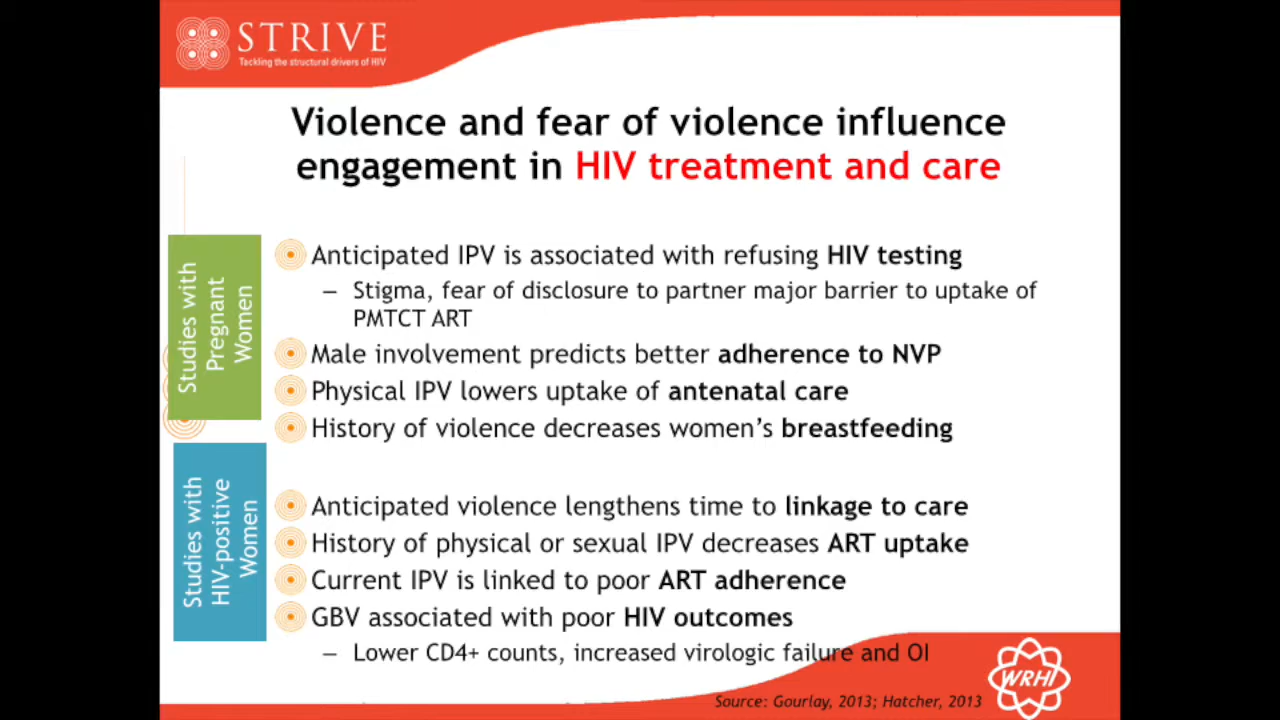 STRIVE
Tackling the structural drivers of HIV
Violence and fear of violence influence
engagement in HIV treatment and care
Studies with
Pregnant
Women
Anticipated IPV is associated with refusing HIV testing
– Stigma, fear of disclosure to partner major barrier to uptake of
PMTCT ART
Male involvement predicts better adherence to NVP
Physical IPV lowers uptake of antenatal care
History of violence decreases women’s breastfeeding
Studies with
HIV-positive
Women
Anticipated violence lengthens time to linkage to care
History of physical or sexual IPV decreases ART uptake
Current IPV is linked to poor ART adherence
GBV associated with poor HIV outcomes
– Lower CD4+ counts, increased virologic failure and OI
WRHI
Source: Gourlay, 2013; Hatcher, 2013